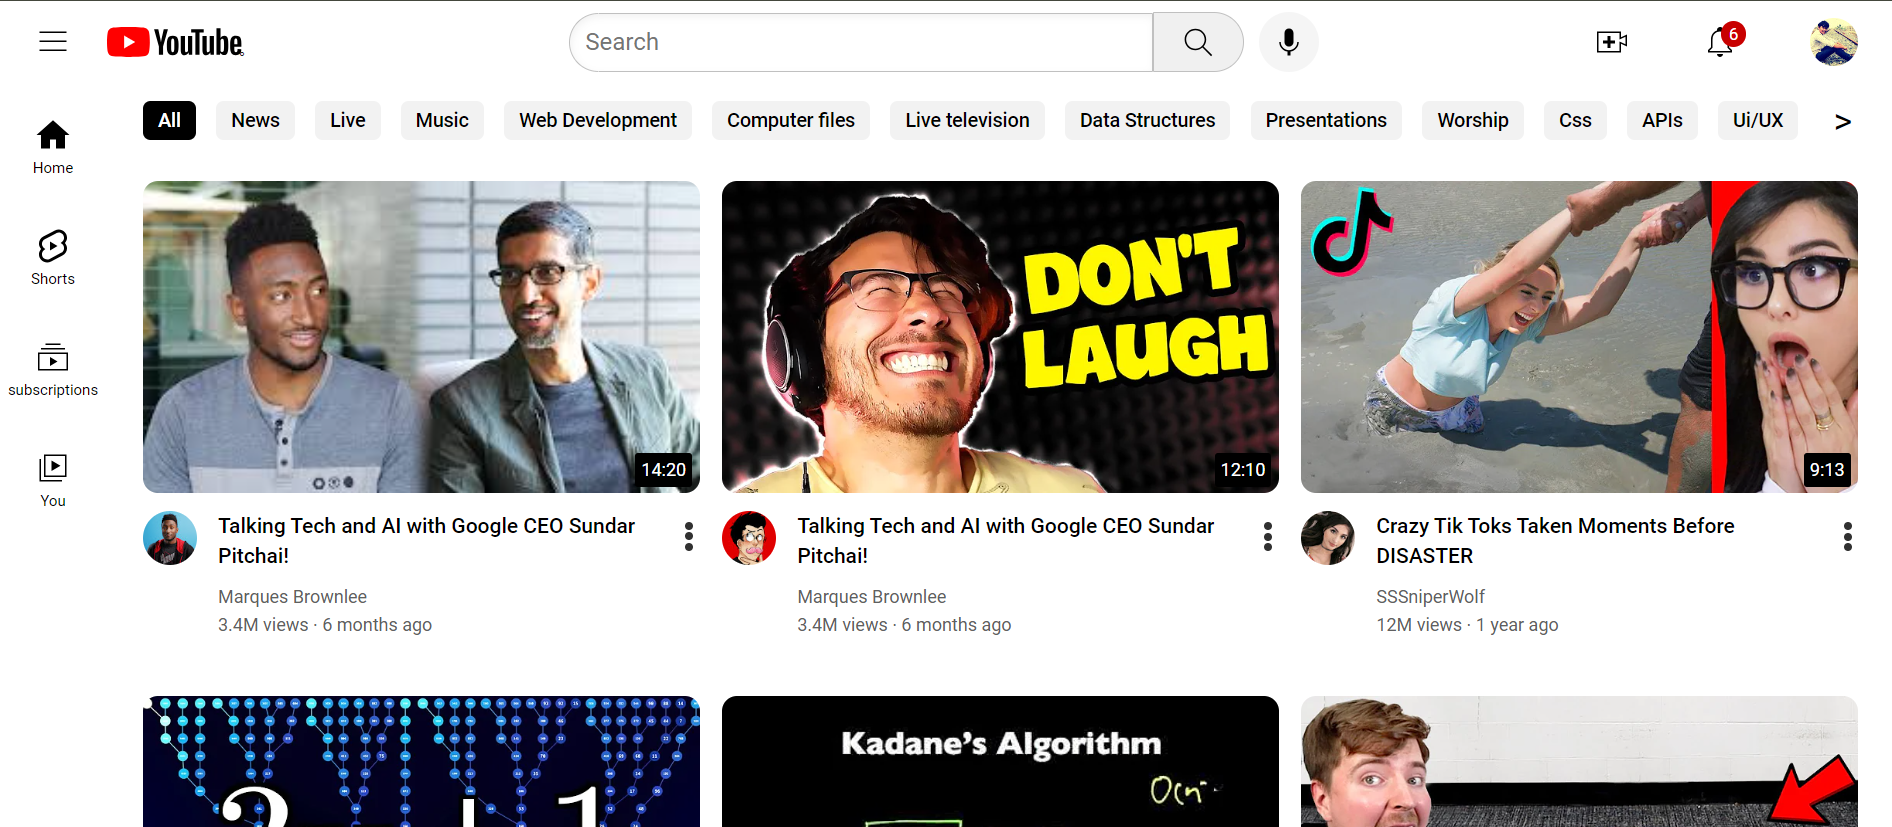 YouTube
Search
6
All
News
Live
Music
Web Development
Computer files
Live television
Data Structures
Presentations
Worship
Css
APIs
Ui/UX
>
Home
Shorts
subscriptions
You
14:20
DON'T
LAUGH
12:10
9:13
Talking Tech and AI with Google CEO Sundar
Pitchai!
Marques Brownlee
3.4M views · 6 months ago
Talking Tech and AI with Google CEO Sundar
Pitchai!
Marques Brownlee
3.4M views · 6 months ago
Crazy Tik Toks Taken Moments Before
DISASTER
SSSniperWolf
12M views · 1 year ago
Kadane's Algorithm